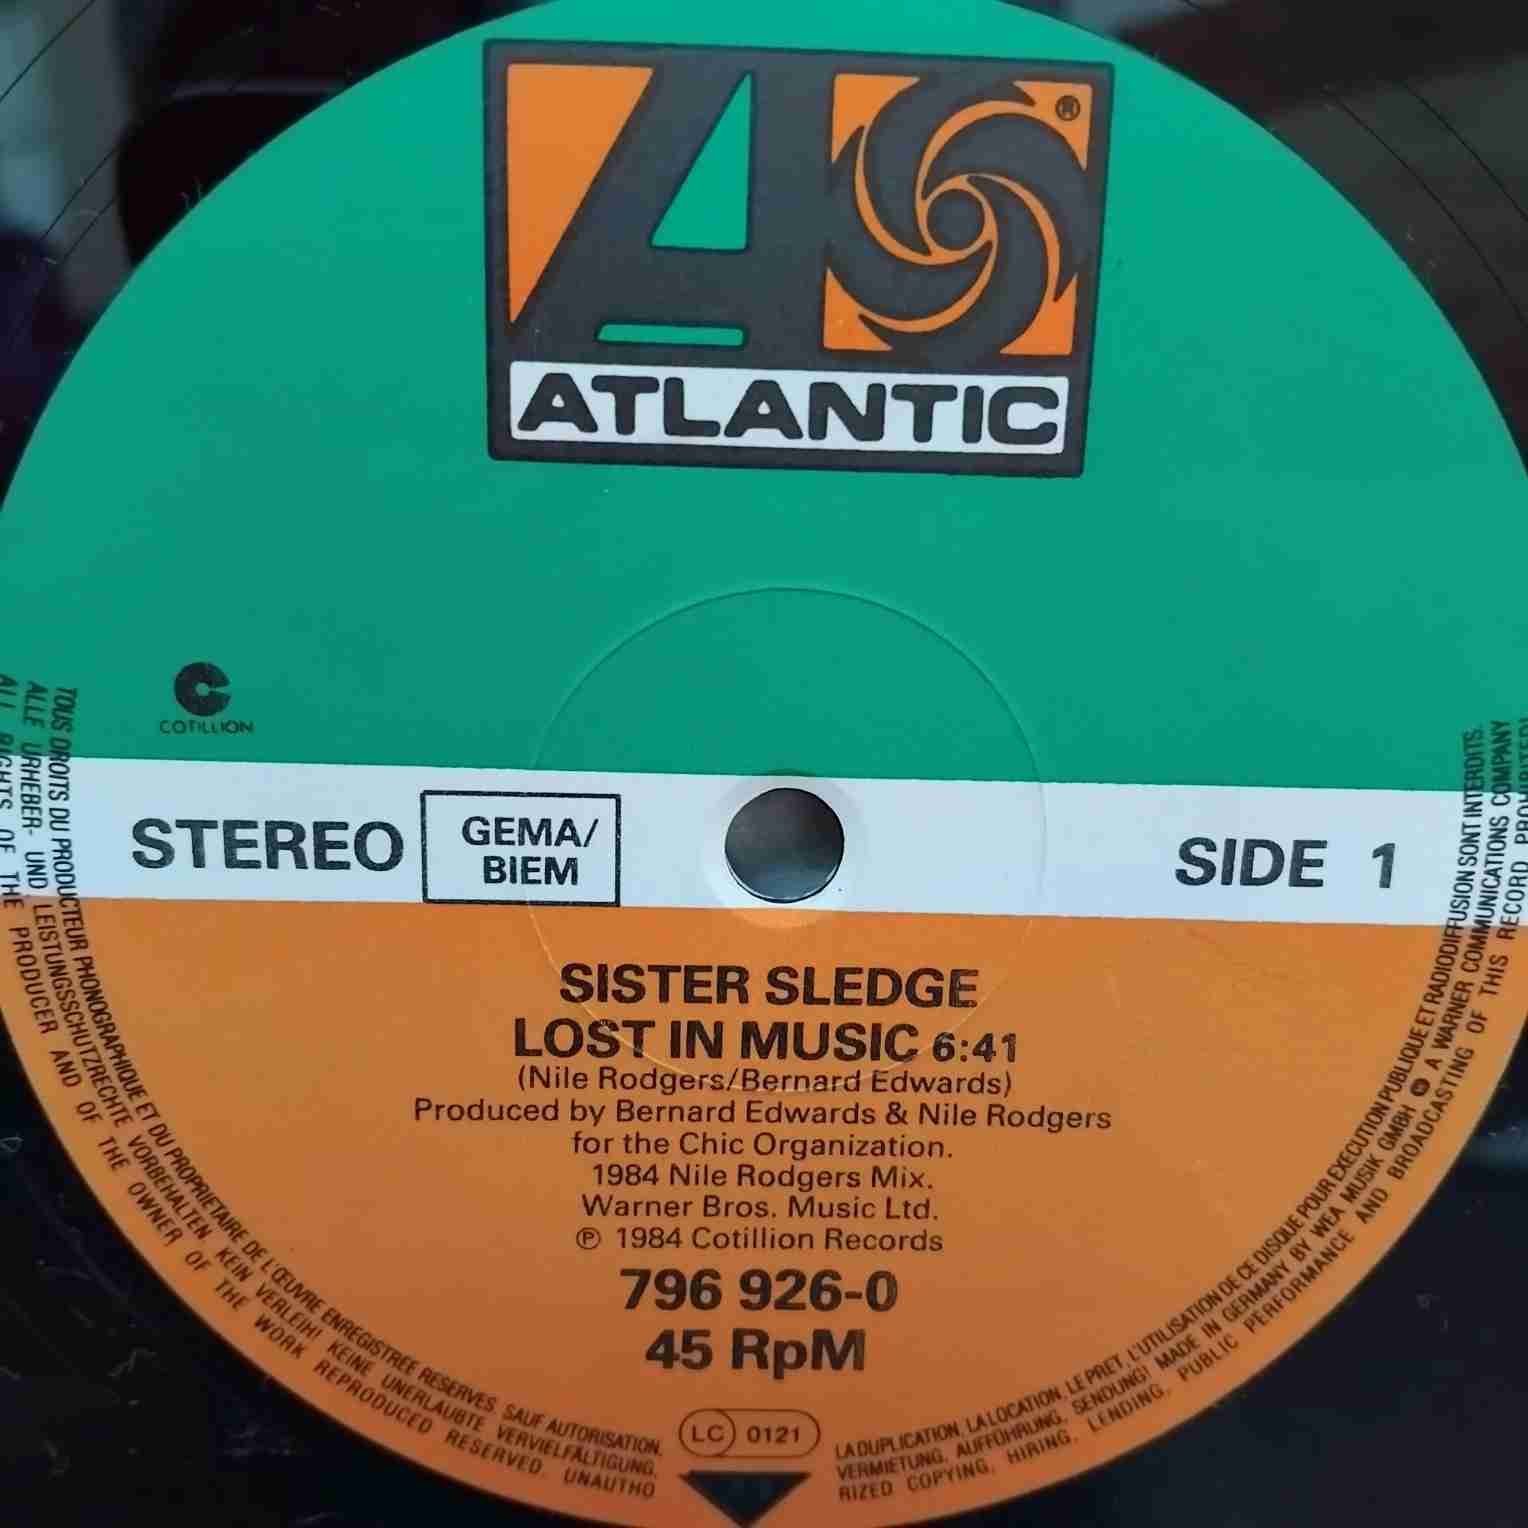 ®
ATLANTIC
COTILLION
STEREO
GEMA/
BIEM
SIDE 1
SISTER SLEDGE
LOST IN MUSIC 6:41
(Nile Rodgers/Bernard Edwards)
Produced by Bernard Edwards & Nile Rodgers
for the Chic Organization.
1984 Nile Rodgers Mix.
Warner Bros. Music Ltd.
℗ 1984 Cotillion Records
796 926-0
45 RpM
LC 0121
TOUS DROITS DU PRODUCTEUR PHONOGRAPHIQUE ET DU PROPRIETAIRE DE L'ŒUVRE ENREGISTREE RESERVES. SAUF AUTORISATION,
LA DUPLICATION, LA LOCATION, LE PRET, L'UTILISATION DE CE DISQUE POUR EXECUTION PUBLIQUE ET RADIODIFFUSION SONT INTERDITS.
ALLE URHEBER- UND LEISTUNGSSCHUTZRECHTE VORBEHALTEN KEIN VERLEIH! KEINE UNERLAUBTE VERVIELFÄLTIGUNG,
VERMIETUNG, AUFFÜHRUNG, SENDUNG! MADE IN GERMANY BY WEA MUSIK GMBH A WARNER COMMUNICATIONS COMPANY
ALL RIGHTS OF THE PRODUCER AND OF THE OWNER OF THE WORK REPRODUCED RESERVED. UNAUTHO
RIZED COPYING, HIRING, LENDING, PUBLIC PERFORMANCE AND BROADCASTING OF THIS RECORD PROHIBITED!